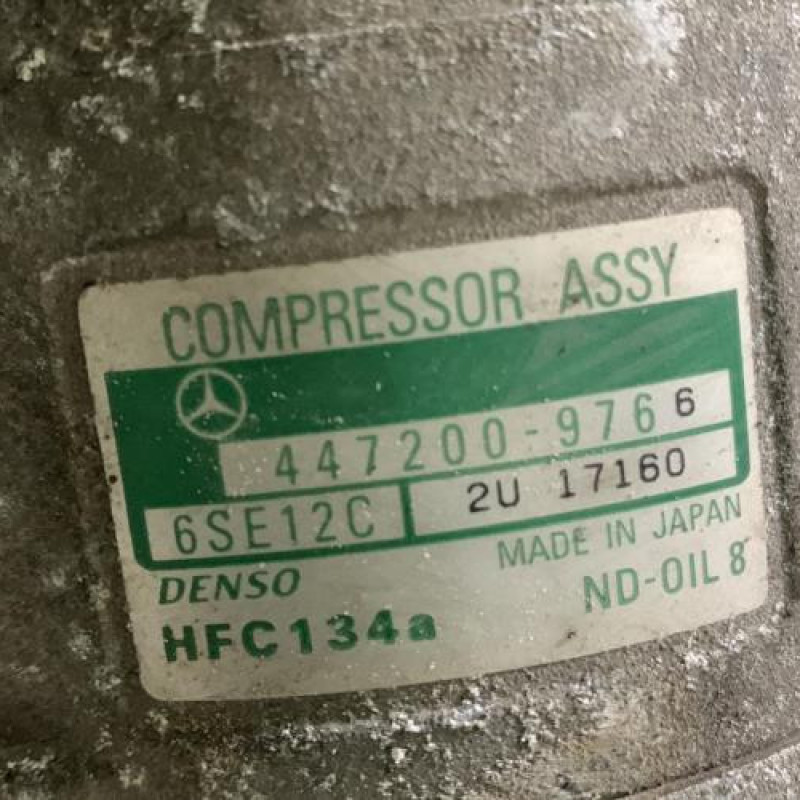 COMPRESSOR ASSY
447200-9766
6SE12C 2U 17160
DENSO MADE IN JAPAN
HFC134a ND-OIL 8